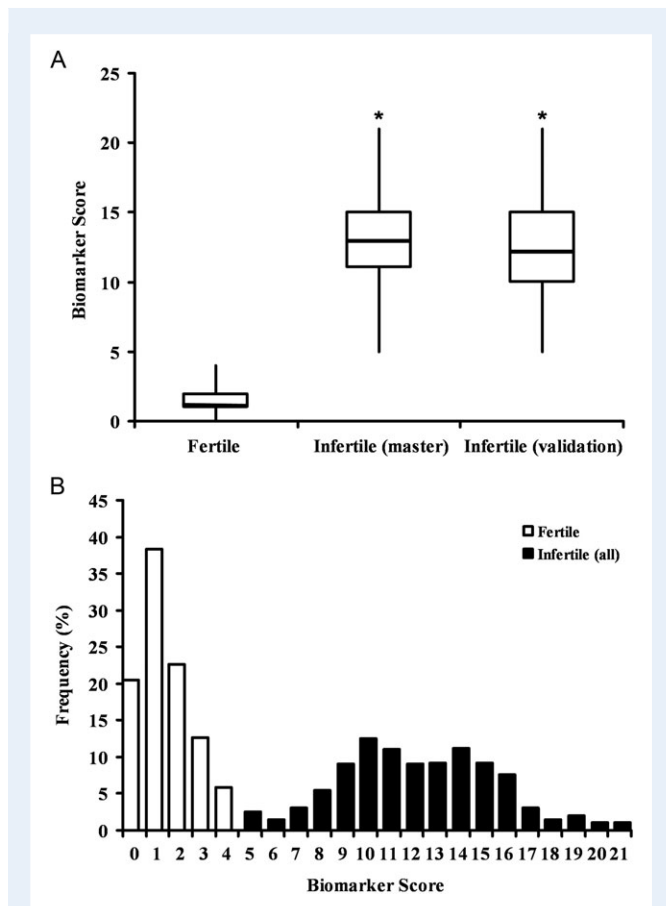 A
25
20
15
10
5
0
Biomarker Score
*
*
Fertile Infertile (master) Infertile (validation)
B
45
40
35
30
25
20
15
10
5
0
Frequency (%)
Fertile
Infertile (all)
0 1 2 3 4 5 6 7 8 9 10 11 12 13 14 15 16 17 18 19 20 21
Biomarker Score